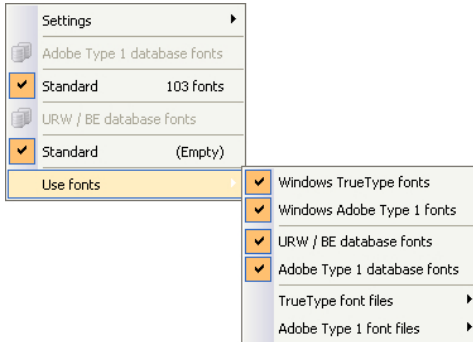 Settings
Adobe Type 1 database fonts
Standard 103 fonts
URW / BE database fonts
Standard (Empty)
Use fonts
Windows TrueType fonts
Windows Adobe Type 1 fonts
URW / BE database fonts
Adobe Type 1 database fonts
TrueType font files
Adobe Type 1 font files